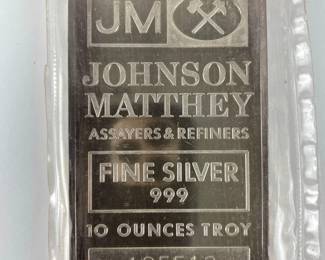 JM
JOHNSON
MATTHEY
ASSAYERS & REFINERS
FINE SILVER
999
10 OUNCES TROY